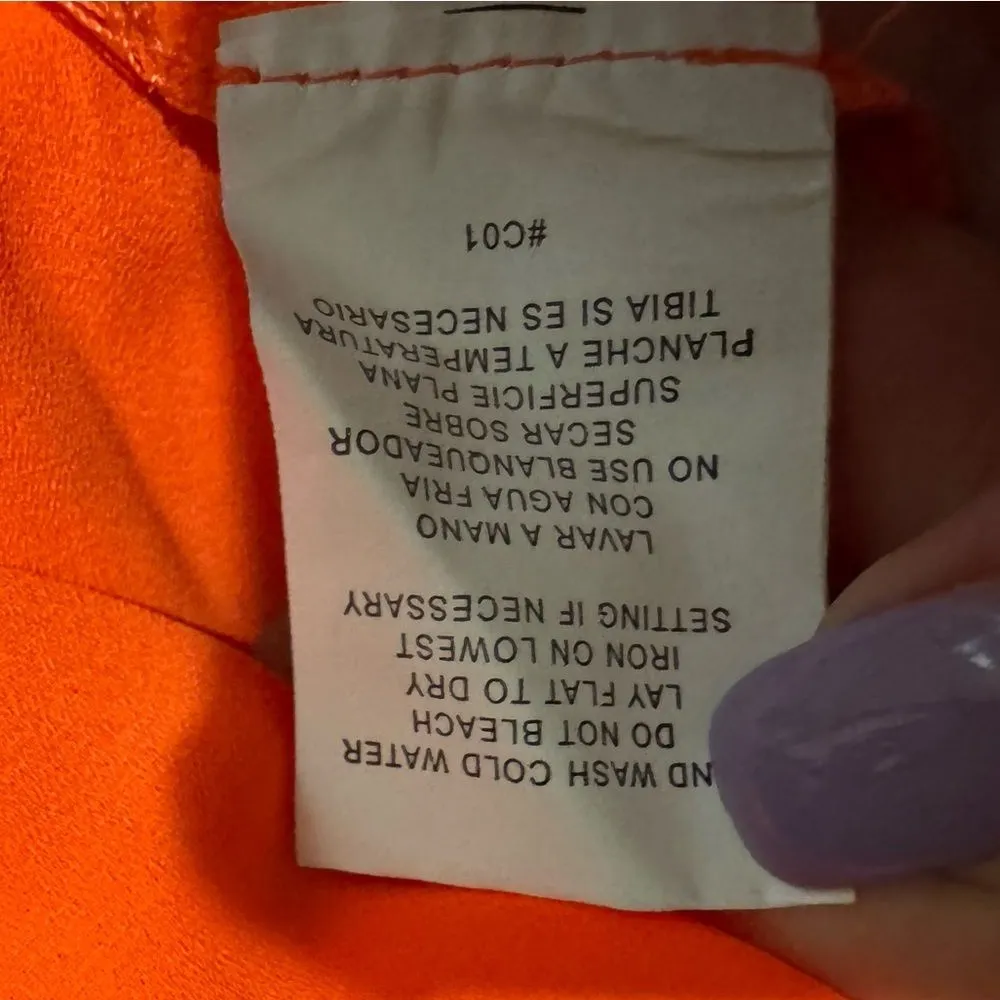 ND WASH COLD WATER
DO NOT BLEACH
LAY FLAT TO DRY
IRON ON LOWEST
SETTING IF NECESSARY
LAVAR A MANO
CON AGUA FRIA
NO USE BLANQUEADOR
SECAR SOBRE
SUPERFICIE PLANA
PLANCHE A TEMPERATURA
TIBIA SI ES NECESARIO
#C01